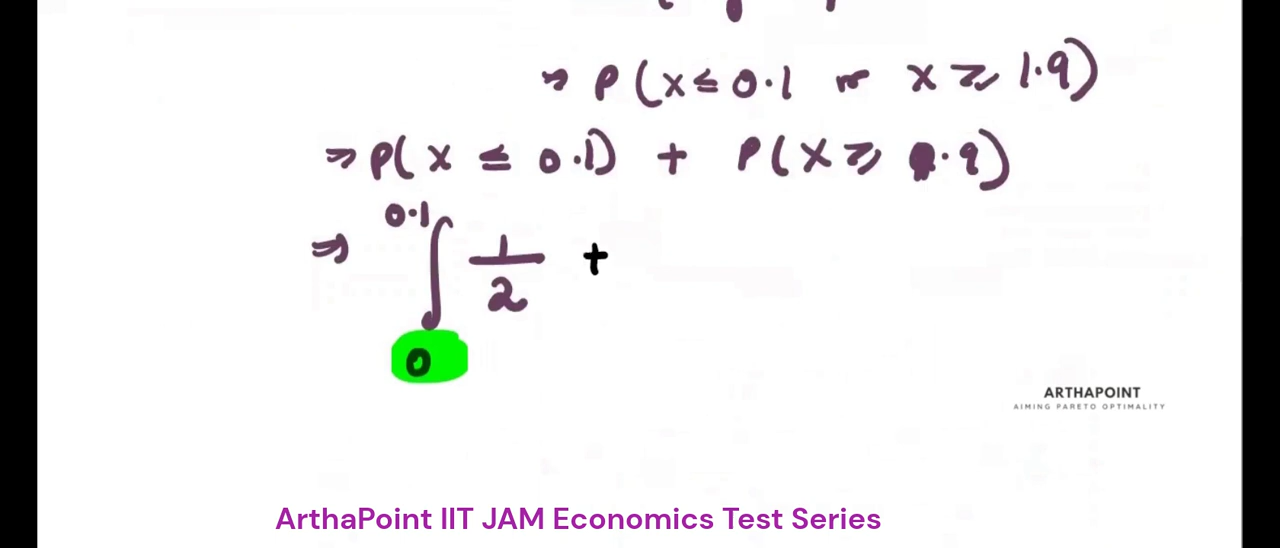 ⇒ P(X ≤ 0.1 or X ≥ 1.9)
⇒ P(X ≤ 0.1) + P(X ≥ .9)
⇒ ∫₀^0.1 1/2 +
ARTHAPOINT
AIMING PARETO OPTIMALITY
ArthaPoint IIT JAM Economics Test Series